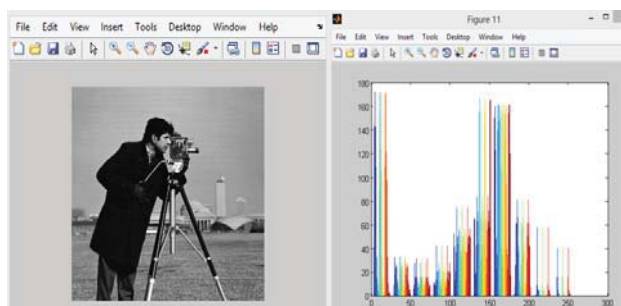 File Edit View Insert Tools Desktop Window Help
Figure 11
File Edit View Insert Tools Desktop Window Help
180
160
140
120
100
80
60
40
20
0
0 50 100 150 200 250 300